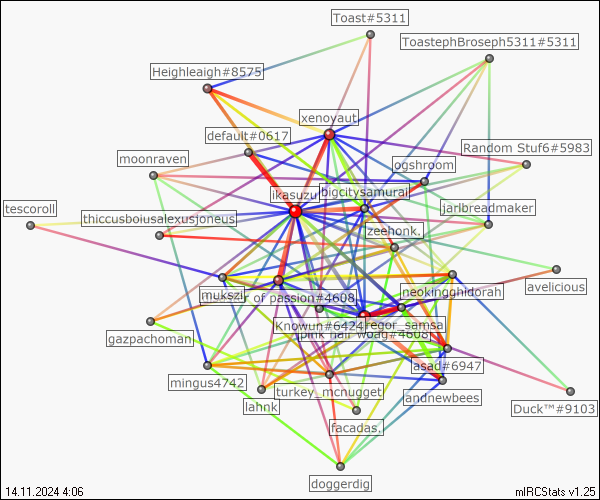 Toast#5311
ToastephBroseph5311#5311
Heighleaigh#8575
xenoyaut
default#0617
Random Stuf6#5983
moonraven
ogshroom
bigcitysamurai
ikasuzu
tescoroll
thiccusboiusalexusjoneus
jarlbreadmaker
zeehonk.
avelicious
mukszi
r of passion#4608
neokingghidorah
Knowun#6424
regor_samsa
gazpachoman
pink hair woag#4608
asad#6947
mingus4742
turkey_mcnugget
andnewbees
lahnk
Duck™#9103
facadas.
doggerdig
14.11.2024 4:06
mIRCStats v1.25